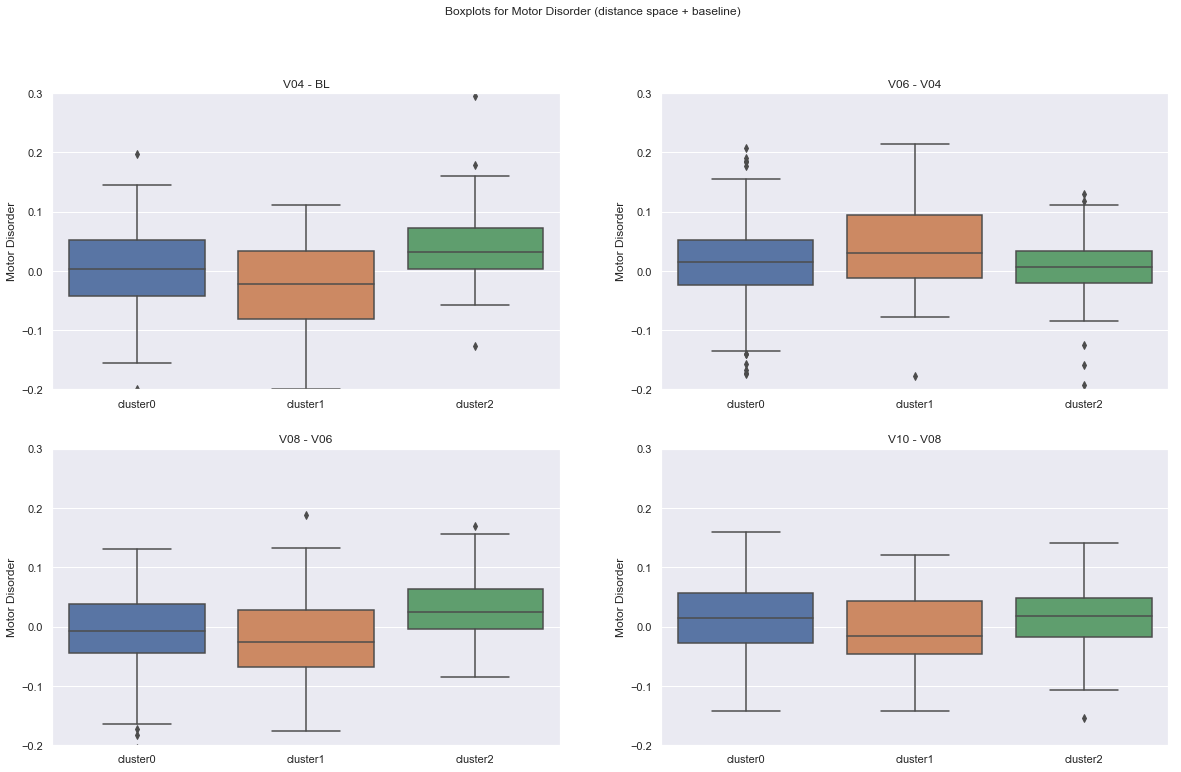 Boxplots for Motor Disorder (distance space + baseline)
V04 - BL
0.3
0.2
0.1
0.0
−0.1
−0.2
Motor Disorder
cluster0 cluster1 cluster2
V06 - V04
0.3
0.2
0.1
0.0
−0.1
−0.2
Motor Disorder
cluster0 cluster1 cluster2
V08 - V06
0.3
0.2
0.1
0.0
−0.1
−0.2
Motor Disorder
cluster0 cluster1 cluster2
V10 - V08
0.3
0.2
0.1
0.0
−0.1
−0.2
Motor Disorder
cluster0 cluster1 cluster2